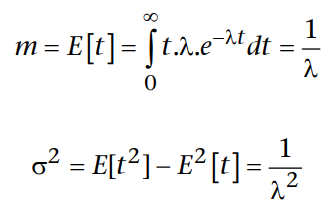 m = E[t] = ∫₀^∞ t.λ.e^{−λt} dt = 1/λ
σ² = E[t²] − E²[t] = 1/λ²